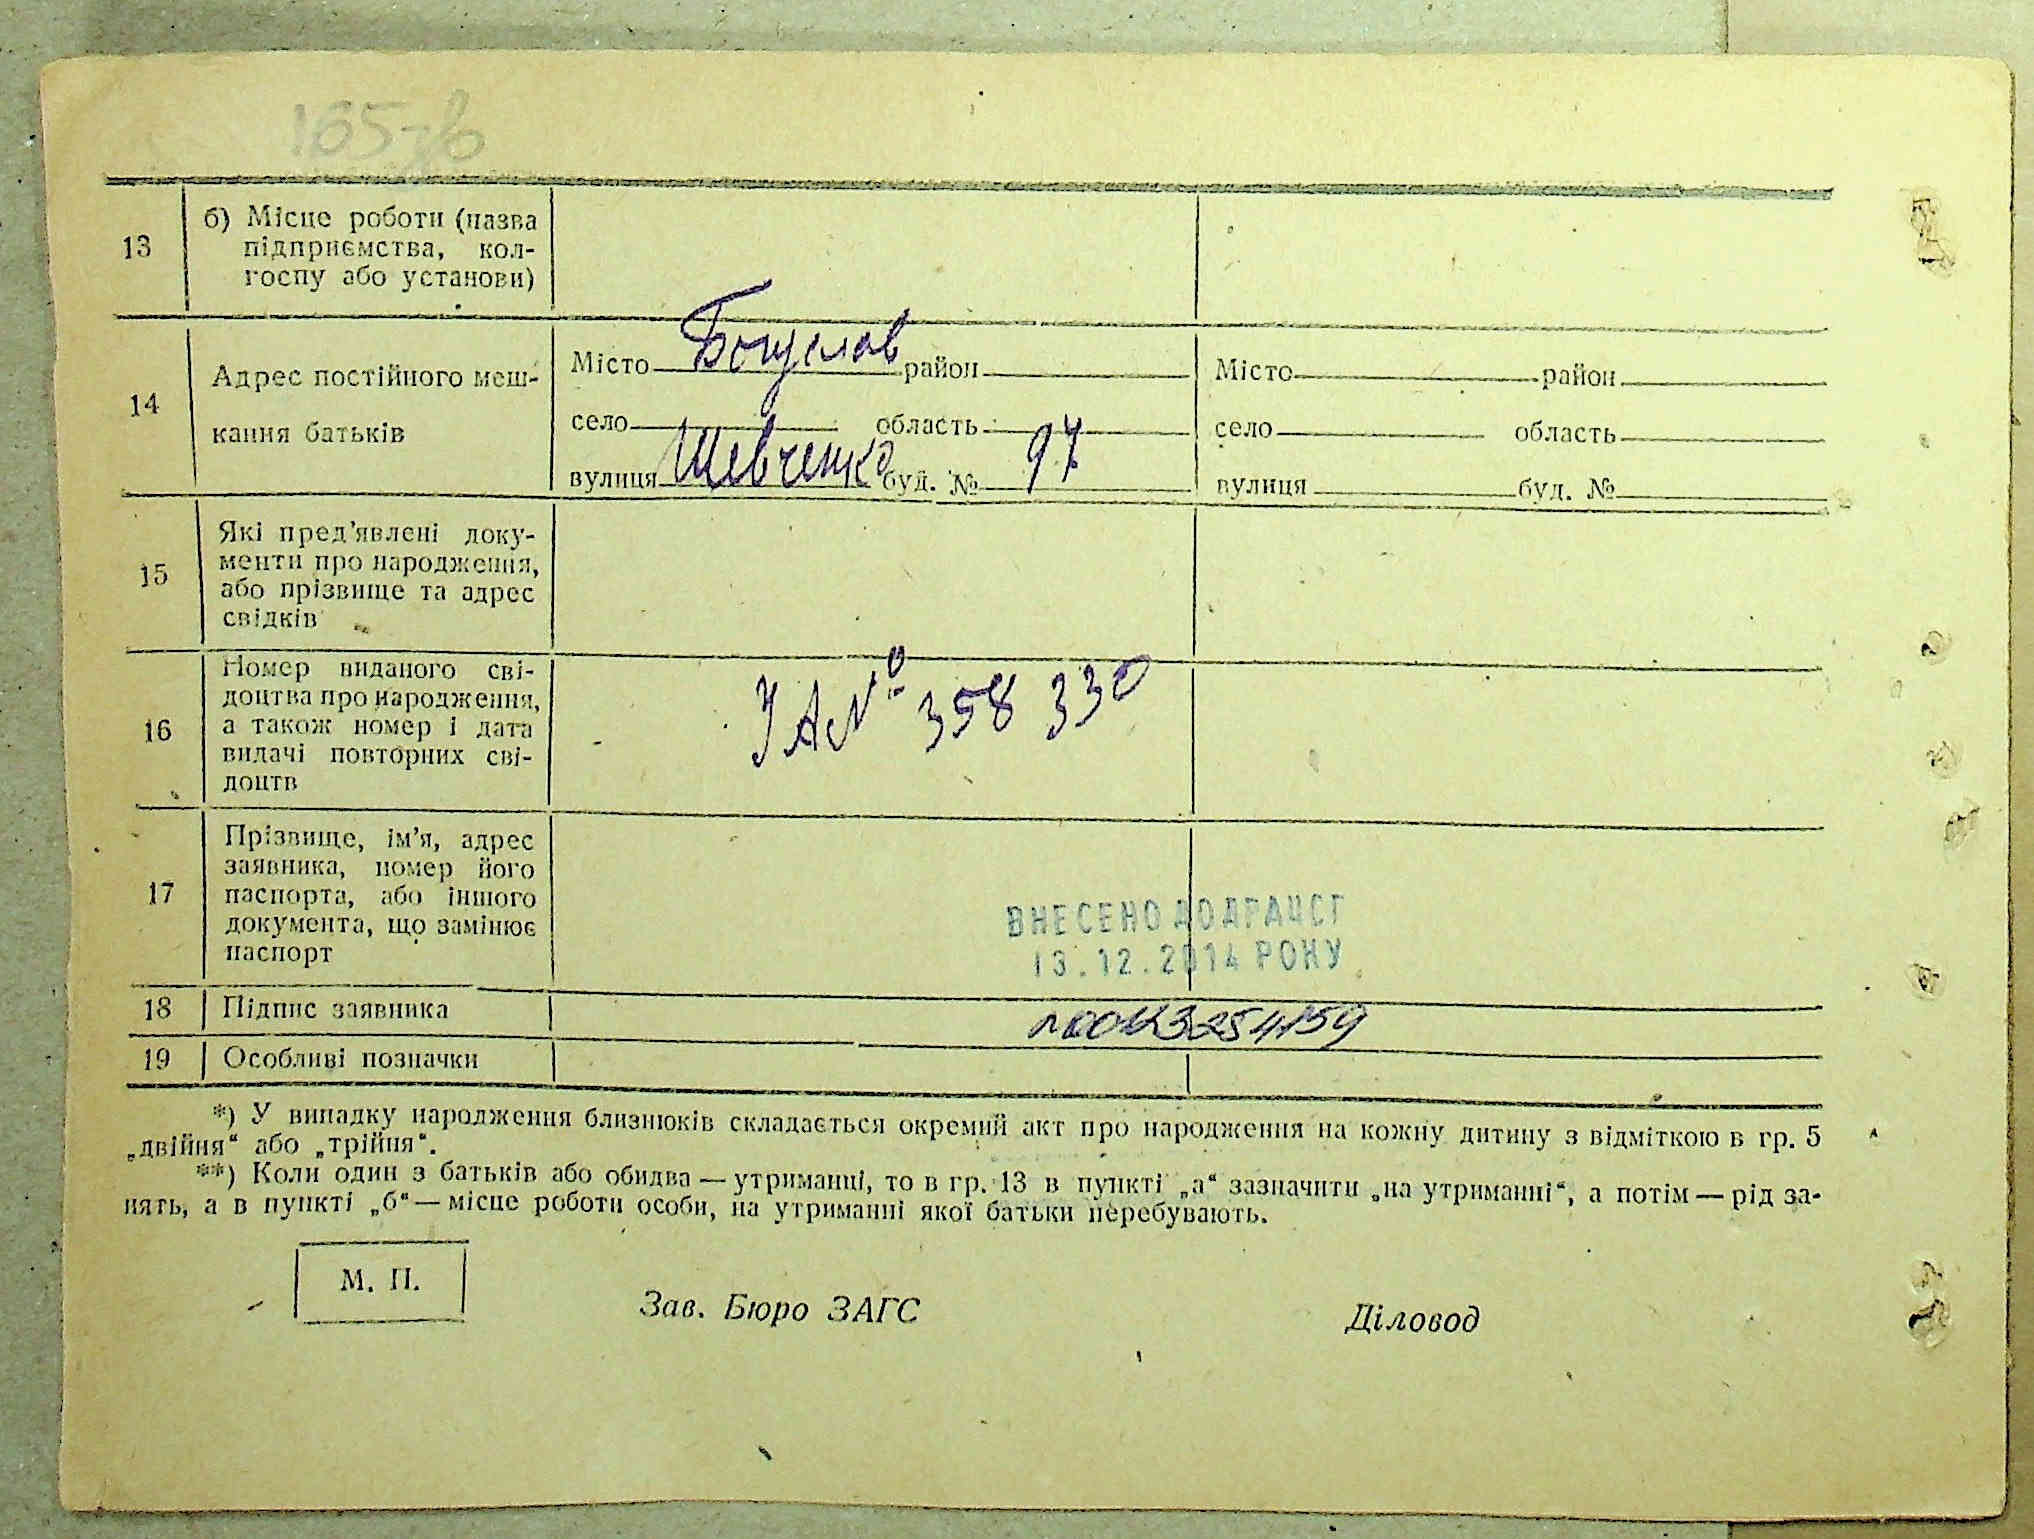 165зв
13
б) Місце роботи (назва
підприємства, кол-
госпу або установи)
14
Адрес постійного меш-
кання батьків
Місто Богуслав район
село область
вулиця Шевченко буд. № 97
Місто район
село область
вулиця буд. №
15
Які пред'явлені доку-
менти про народження,
або прізвище та адрес
свідків
16
Номер виданого сві-
доцтва про народження,
а також номер і дата
видачі повторних сві-
доцтв
ІА № 358 330
17
Прізвище, ім'я, адрес
заявника, номер його
паспорта, або іншого
документа, що замінює
паспорт
ВНЕСЕНО ДО ДРАЦСГ
13.12.2014 РОКУ
18 Підпис заявника
19 Особливі позначки
*) У випадку народження близнюків складається окремий акт про народження на кожну дитину з відміткою в гр. 5
„двійня“ або „трійня“.
**) Коли один з батьків або обидва — утриманці, то в гр. 13 в пункті „а“ зазначити „на утриманні“, а потім — рід за-
нять, а в пункті „б“ — місце роботи особи, на утриманні якої батьки перебувають.
М. П.
Зав. Бюро ЗАГС
Діловод